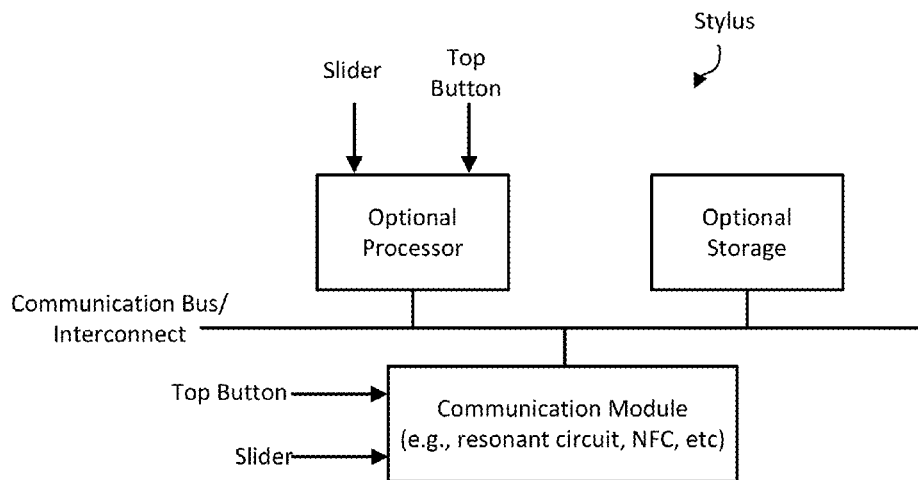 Stylus
Slider
Top
Button
Optional
Processor
Optional
Storage
Communication Bus/
Interconnect
Top Button
Slider
Communication Module
(e.g., resonant circuit, NFC, etc)